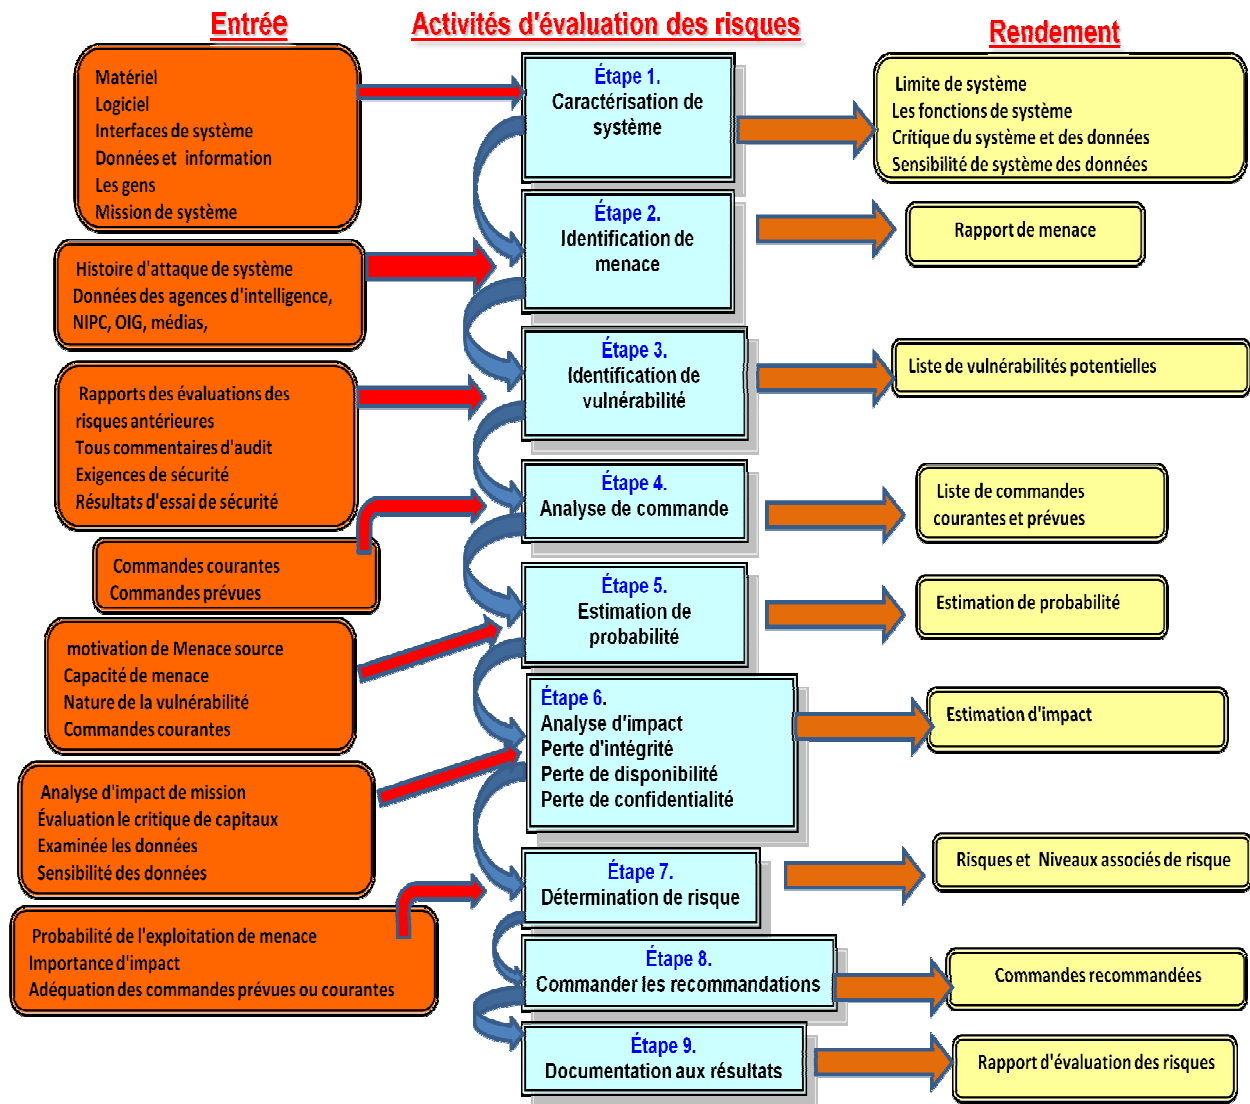 Entrée
Activités d'évaluation des risques
Rendement
Matériel
Logiciel
Interfaces de système
Données et information
Les gens
Mission de système
Étape 1.
Caractérisation de
système
Limite de système
Les fonctions de système
Critique du système et des données
Sensibilité de système des données
Histoire d'attaque de système
Données des agences d'intelligence,
NIPC, OIG, médias,
Étape 2.
Identification de
menace
Rapport de menace
Rapports des évaluations des
risques antérieures
Tous commentaires d'audit
Exigences de sécurité
Résultats d'essai de sécurité
Étape 3.
Identification de
vulnérabilité
Liste de vulnérabilités potentielles
Commandes courantes
Commandes prévues
Étape 4.
Analyse de commande
Liste de commandes
courantes et prévues
motivation de Menace source
Capacité de menace
Nature de la vulnérabilité
Commandes courantes
Étape 5.
Estimation de
probabilité
Estimation de probabilité
Analyse d'impact de mission
Évaluation le critique de capitaux
Examinée les données
Sensibilité des données
Étape 6.
Analyse d'impact
Perte d'intégrité
Perte de disponibilité
Perte de confidentialité
Estimation d'impact
Probabilité de l'exploitation de menace
Importance d'impact
Adéquation des commandes prévues ou courantes
Étape 7.
Détermination de risque
Risques et Niveaux associés de risque
Étape 8.
Commander les recommandations
Commandes recommandées
Étape 9.
Documentation aux résultats
Rapport d'évaluation des risques